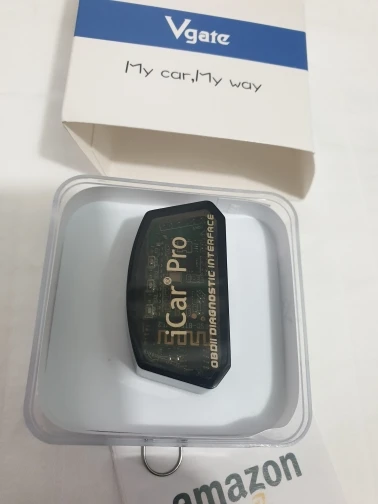 Vgate
My car,My way
iCar® Pro
OBDII DIAGNOSTIC INTERFACE
amazon